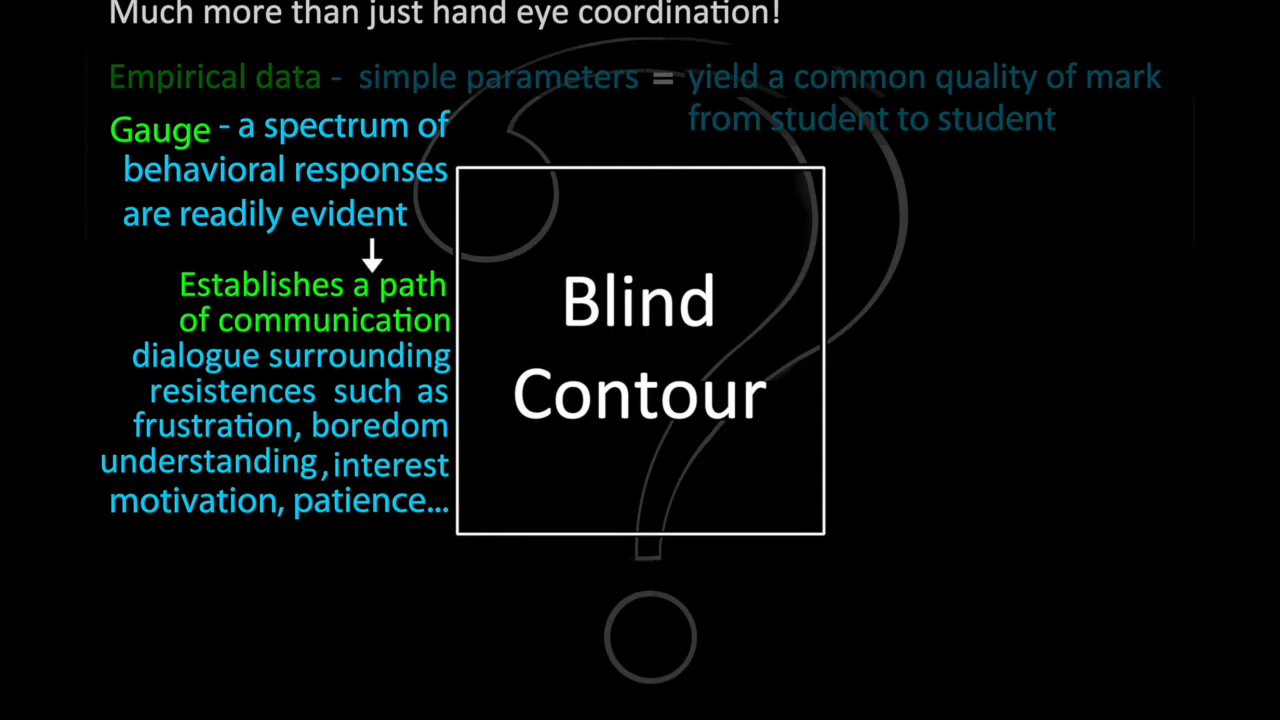 Much more than just hand eye coordination!
Empirical data - simple parameters = yield a common quality of mark
from student to student
Gauge - a spectrum of
behavioral responses
are readily evident
Establishes a path
of communication
dialogue surrounding
resistences such as
frustration, boredom
understanding, interest
motivation, patience...
Blind
Contour